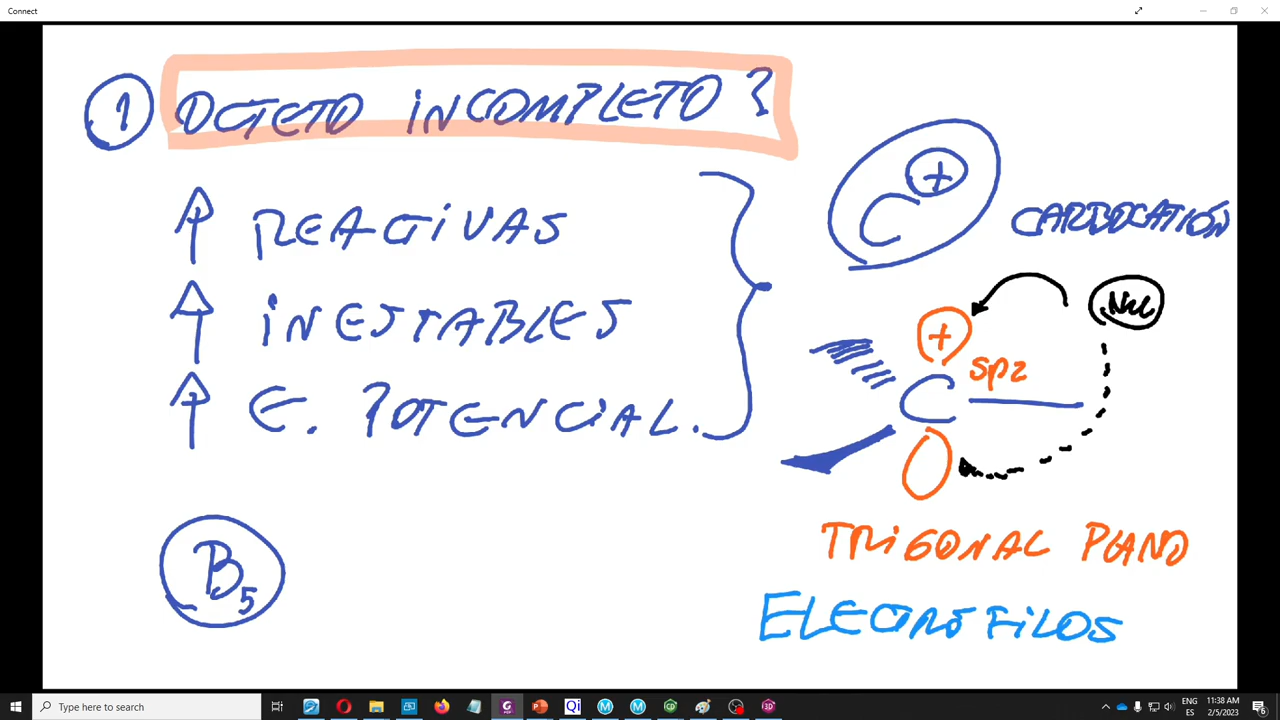 Connect
1 OCTETO INCOMPLETO ?
↑ REACTIVAS
↑ INESTABLES
↑ E. POTENCIAL.
C +
CARBOCATIÓN
Nu
+
sp2
C
TRIGONAL PLANO
ELECTRÓFILOS
B5
Type here to search
ENG
ES
11:38 AM
2/5/2023
6